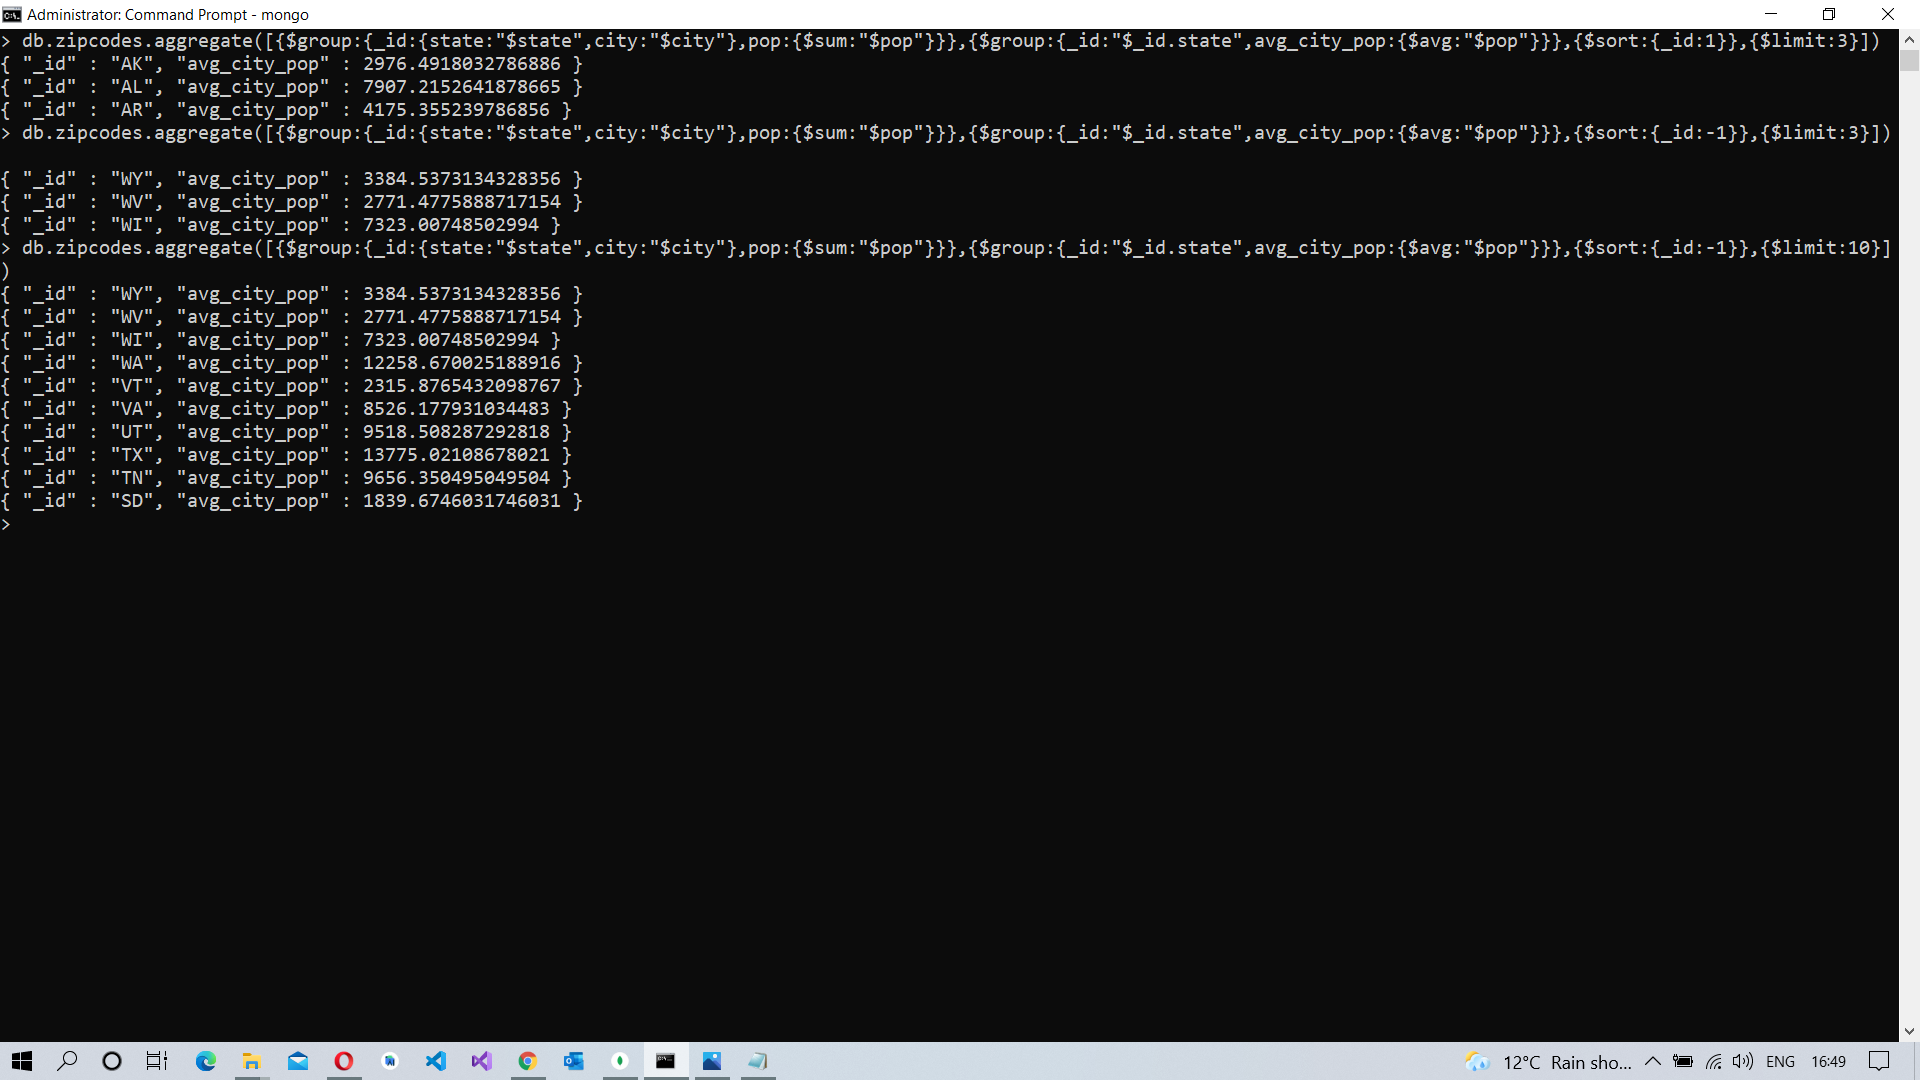 Administrator: Command Prompt - mongo
> db.zipcodes.aggregate([{$group:{_id:{state:"$state",city:"$city"},pop:{$sum:"$pop"}}},{$group:{_id:"$_id.state",avg_city_pop:{$avg:"$pop"}}},{$sort:{_id:1}},{$limit:3}])
{ "_id" : "AK", "avg_city_pop" : 2976.4918032786886 }
{ "_id" : "AL", "avg_city_pop" : 7907.2152641878665 }
{ "_id" : "AR", "avg_city_pop" : 4175.355239786856 }
> db.zipcodes.aggregate([{$group:{_id:{state:"$state",city:"$city"},pop:{$sum:"$pop"}}},{$group:{_id:"$_id.state",avg_city_pop:{$avg:"$pop"}}},{$sort:{_id:-1}},{$limit:3}])
{ "_id" : "WY", "avg_city_pop" : 3384.5373134328356 }
{ "_id" : "WV", "avg_city_pop" : 2771.4775888717154 }
{ "_id" : "WI", "avg_city_pop" : 7323.00748502994 }
> db.zipcodes.aggregate([{$group:{_id:{state:"$state",city:"$city"},pop:{$sum:"$pop"}}},{$group:{_id:"$_id.state",avg_city_pop:{$avg:"$pop"}}},{$sort:{_id:-1}},{$limit:10}]
)
{ "_id" : "WY", "avg_city_pop" : 3384.5373134328356 }
{ "_id" : "WV", "avg_city_pop" : 2771.4775888717154 }
{ "_id" : "WI", "avg_city_pop" : 7323.00748502994 }
{ "_id" : "WA", "avg_city_pop" : 12258.670025188916 }
{ "_id" : "VT", "avg_city_pop" : 2315.8765432098767 }
{ "_id" : "VA", "avg_city_pop" : 8526.177931034483 }
{ "_id" : "UT", "avg_city_pop" : 9518.508287292818 }
{ "_id" : "TX", "avg_city_pop" : 13775.02108678021 }
{ "_id" : "TN", "avg_city_pop" : 9656.350495049504 }
{ "_id" : "SD", "avg_city_pop" : 1839.6746031746031 }
>
12°C Rain sho... ENG 16:49